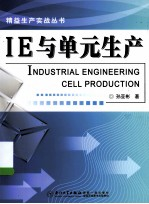 精益生产实战丛书
IE与单元生产
INDUSTRIAL ENGINEERING
CELL PRODUCTION
孙亚彬 著